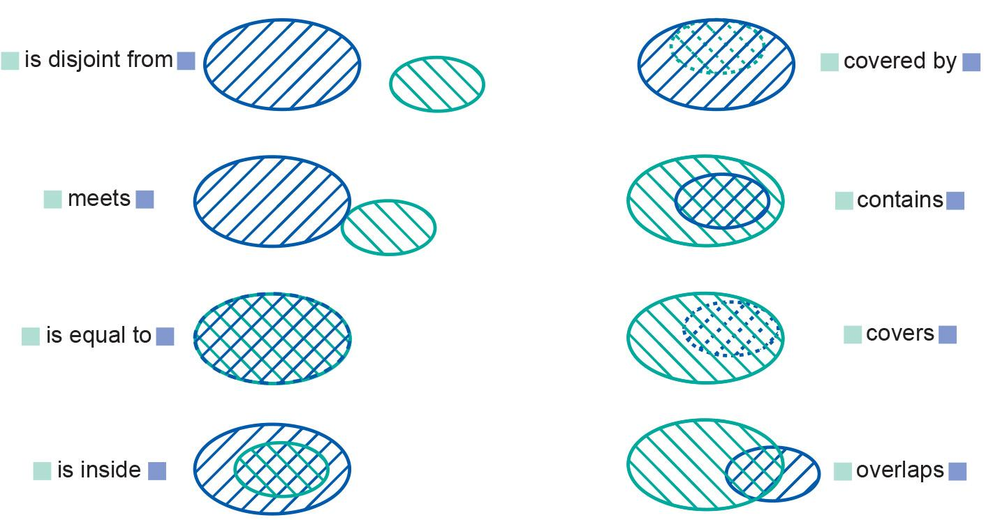 is disjoint from
covered by
meets
contains
is equal to
covers
is inside
overlaps